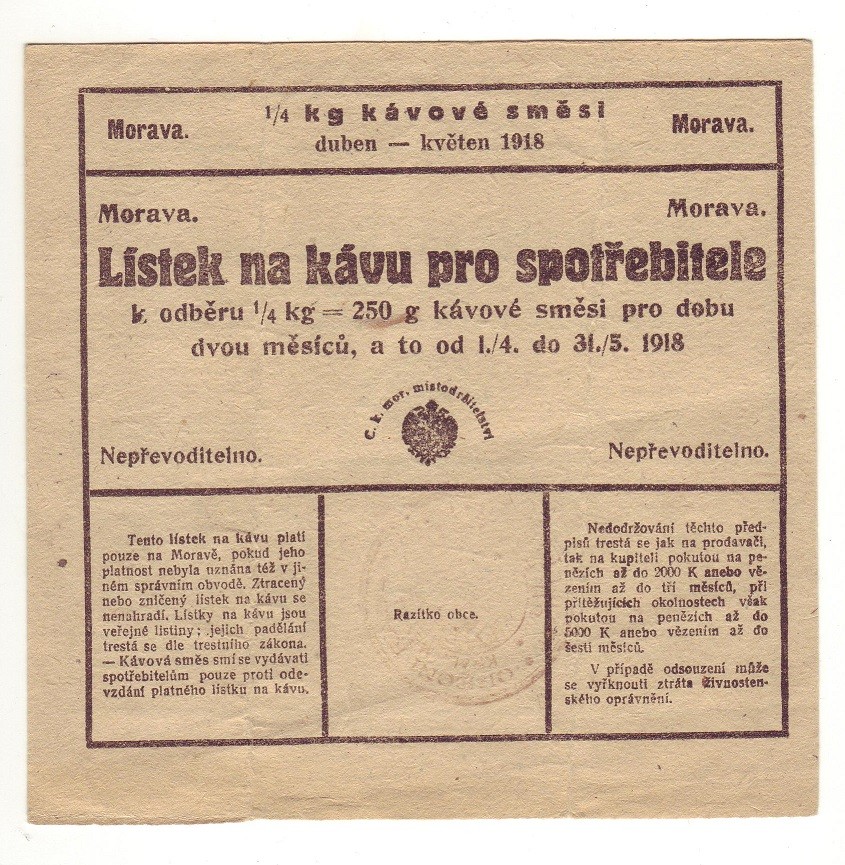 Morava.
1/4 kg kávové směsi
Morava.
duben — květen 1918
Morava.
Morava.
Lístek na kávu pro spotřebitele
k odběru 1/4 kg = 250 g kávové směsi pro dobu
dvou měsíců, a to od 1./4. do 31./5. 1918
C. k. mor. místodržitelství
Nepřevoditelno.
Nepřevoditelno.
Tento lístek na kávu platí
pouze na Moravě, pokud jeho
platnost nebyla uznána též v ji-
ném správním obvodě. Ztracený
nebo zničený lístek na kávu se
nenahradí. Lístky na kávu jsou
veřejné listiny; jejich padělání
trestá se dle trestního zákona.
— Kávová směs smí se vydávati
spotřebitelům pouze proti ode-
vzdání platného lístku na kávu.
Razítko obce.
Nedodržování těchto před-
pisů trestá se jak na prodavači,
tak na kupiteli pokutou na pe-
nězích až do 2000 K anebo vě-
zením až do tří měsíců, při
přitěžujících okolnostech však
pokutou na penězích až do
5000 K anebo vězením až do
šesti měsíců.
V případě odsouzení může
se vyřknouti ztráta živnosten-
ského oprávnění.